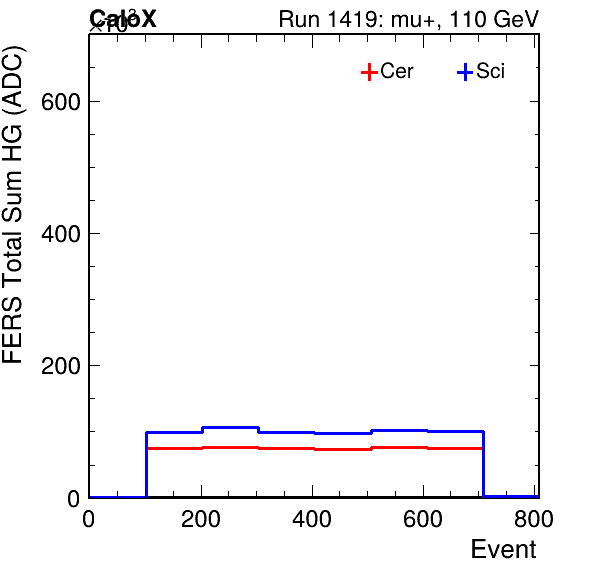 CaloX Run 1419: mu+, 110 GeV
×10³
FERS Total Sum HG (ADC)
Cer Sci
600
400
200
0
0 200 400 600 800
Event